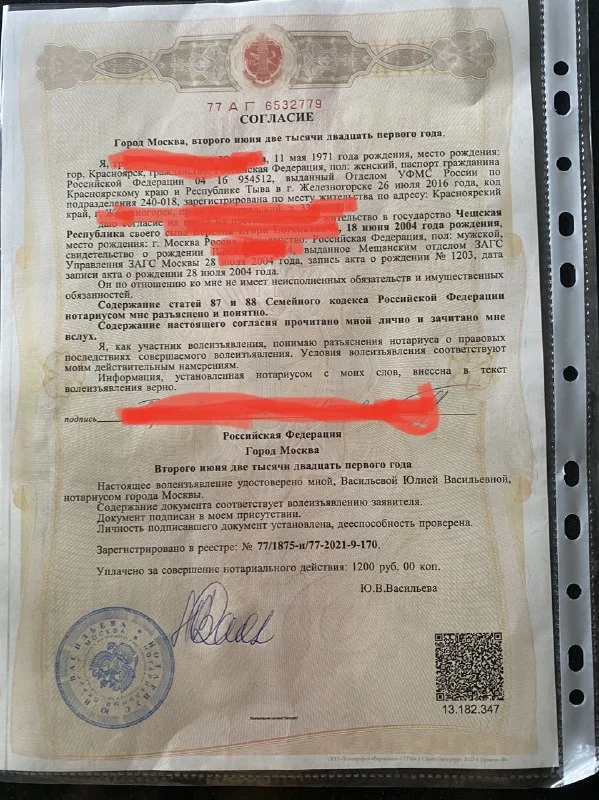 77 АГ 6532779
СОГЛАСИЕ
Город Москва, второго июня две тысячи двадцать первого года.
Я, 11 мая 1971 года рождения, место рождения:
гор. Красноярск, Федерация, пол: женский, паспорт гражданина
Российской Федерации 04 16 954512, выданный Отделом УФМС России по
Красноярскому краю и Республике Тыва в г. Железногорске 26 июля 2016 года, код
подразделения 240-018, зарегистрирована по месту жительства по адресу: Красноярский
край,
даю согласие на жительство в государство Чешская
Республика своего 18 июня 2004 года рождения,
место рождения: г. Москва Российская Федерация, пол: мужской,
свидетельство о рождении выданное Мещанским отделом ЗАГС
Управления ЗАГС Москвы 28 июля 2004 года, запись акта о рождении № 1203, дата
записи акта о рождении 28 июля 2004 года.
Он по отношению ко мне не имеет неисполненных обязательств и имущественных
обязанностей.
Содержание статей 87 и 88 Семейного кодекса Российской Федерации
нотариусом мне разъяснено и понятно.
Содержание настоящего согласия прочитано мной лично и зачитано мне
вслух.
Я, как участник волеизъявления, понимаю разъяснения нотариуса о правовых
последствиях совершаемого волеизъявления. Условия волеизъявления соответствуют
моим действительным намерениям.
Информация, установленная нотариусом с моих слов, внесена в текст
волеизъявления верно.
подпись
Российская Федерация
Город Москва
Второго июня две тысячи двадцать первого года
Настоящее волеизъявление удостоверено мной, Васильевой Юлией Васильевной,
нотариусом города Москвы.
Содержание документа соответствует волеизъявлению заявителя.
Документ подписан в моем присутствии.
Личность подписавшего документ установлена, дееспособность проверена.
Зарегистрировано в реестре: № 77/1875-н/77-2021-9-170.
Уплачено за совершение нотариального действия: 1200 руб. 00 коп.
Ю.В.Васильева
13.182.347